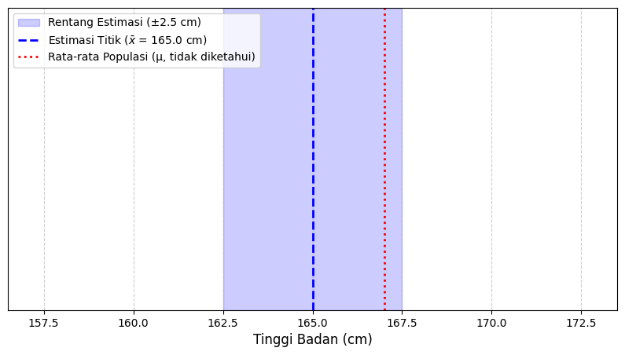 Rentang Estimasi (±2.5 cm)
Estimasi Titik (x̄ = 165.0 cm)
Rata-rata Populasi (μ, tidak diketahui)
157.5 160.0 162.5 165.0 167.5 170.0 172.5
Tinggi Badan (cm)